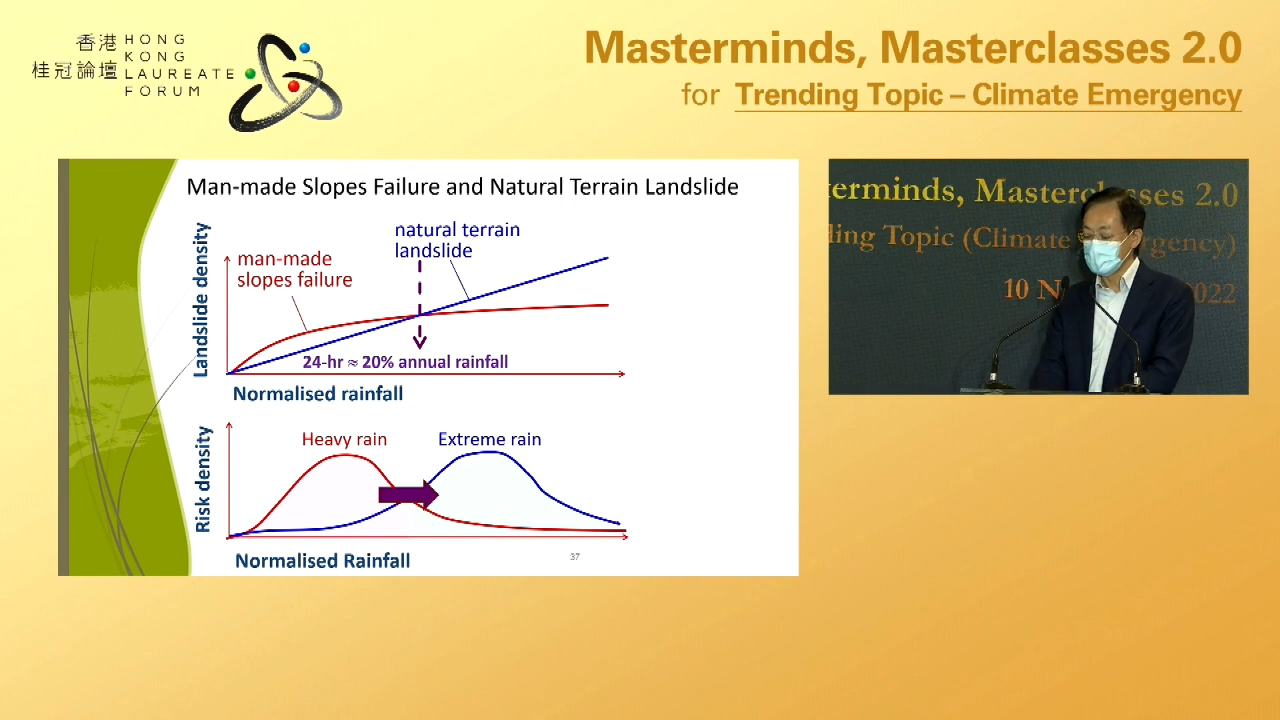 香港
桂冠論壇
HONG
KONG
LAUREATE
FORUM
Masterminds, Masterclasses 2.0
for Trending Topic – Climate Emergency
Man-made Slopes Failure and Natural Terrain Landslide
Landslide density
man-made
slopes failure
natural terrain
landslide
24-hr ≈ 20% annual rainfall
Normalised rainfall
Risk density
Heavy rain
Extreme rain
Normalised Rainfall
37
terminds, Masterclasses 2.0
ing Topic (Climate rgency)
10 N 2022